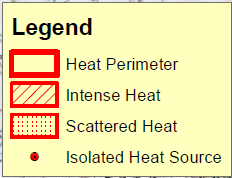 Legend
Heat Perimeter
Intense Heat
Scattered Heat
Isolated Heat Source